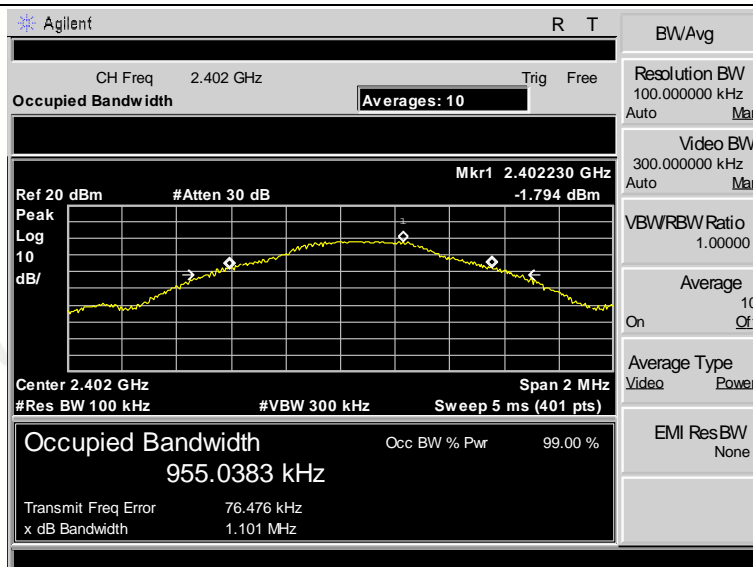 Agilent R T
CH Freq 2.402 GHz Trig Free
Occupied Bandwidth Averages: 10
Mkr1 2.402230 GHz
Ref 20 dBm #Atten 30 dB -1.794 dBm
Peak
Log
10
dB/
1
Center 2.402 GHz Span 2 MHz
#Res BW 100 kHz #VBW 300 kHz Sweep 5 ms (401 pts)
Occupied Bandwidth Occ BW % Pwr 99.00 %
955.0383 kHz
Transmit Freq Error 76.476 kHz
x dB Bandwidth 1.101 MHz
BW/Avg
Resolution BW
100.000000 kHz
Auto
Video BW
300.000000 kHz
Auto
VBW/RBW Ratio
1.00000
Average
10
On
Average Type
Video Power
EMI Res BW
None